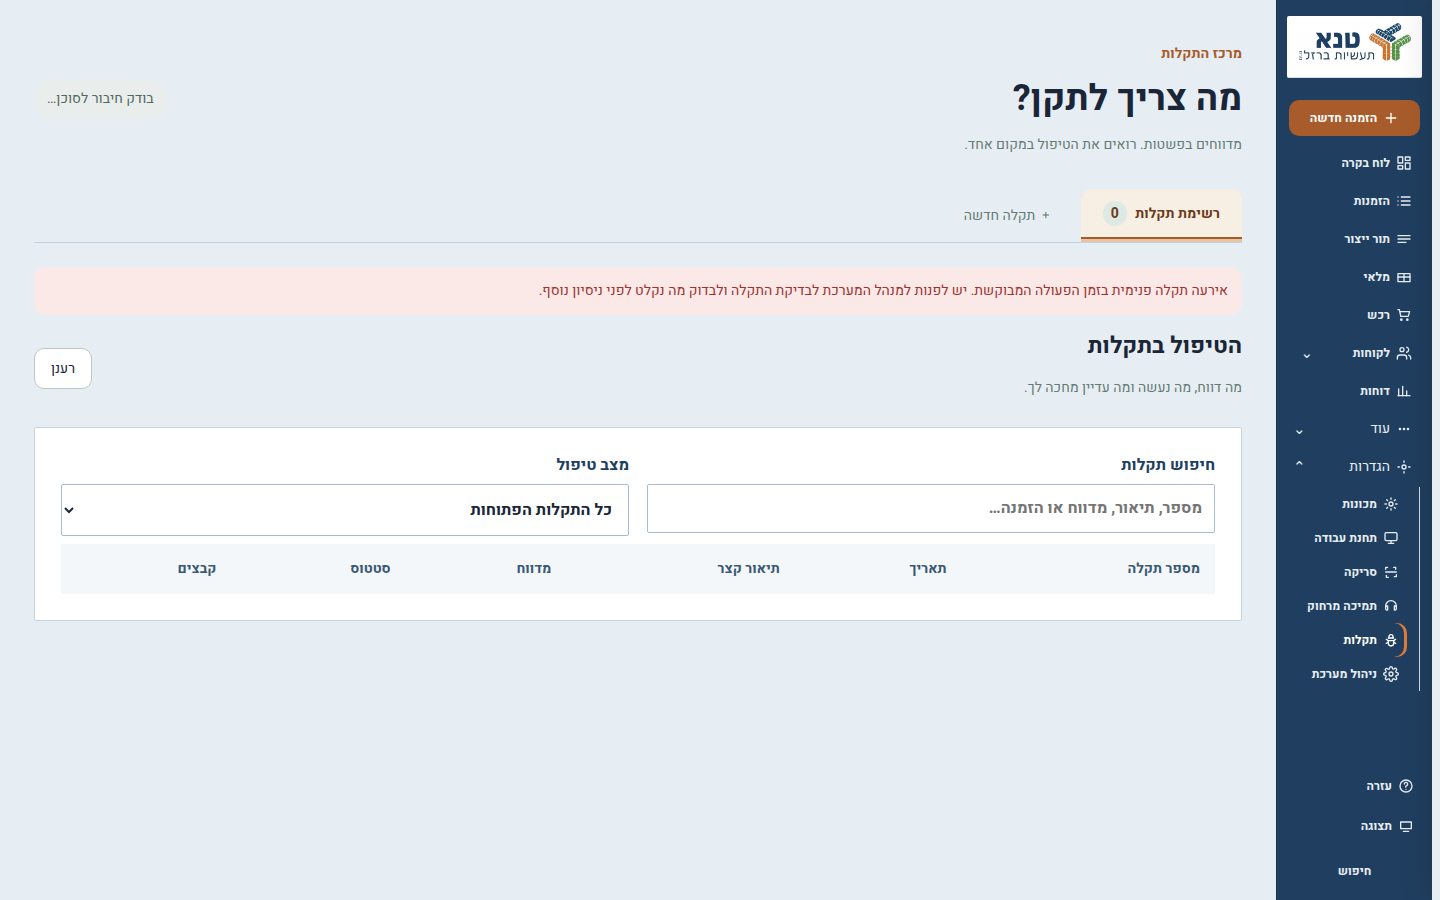 טנא
תעשיות ברזל
הזמנה חדשה
לוח בקרה
הזמנות
תור ייצור
מלאי
רכש
לקוחות
דוחות
עוד
הגדרות
מכונות
תחנת עבודה
סריקה
תמיכה מרחוק
תקלות
ניהול מערכת
עזרה
תצוגה
חיפוש
מרכז התקלות
מה צריך לתקן?
מדווחים בפשטות. רואים את הטיפול במקום אחד.
בודק חיבור לסוכן...
רשימת תקלות 0
+ תקלה חדשה
אירעה תקלה פנימית בזמן הפעולה המבוקשת. יש לפנות למנהל המערכת לבדיקת התקלה ולבדוק מה נקלט לפני ניסיון נוסף.
הטיפול בתקלות
מה דווח, מה נעשה ומה עדיין מחכה לך.
רענן
חיפוש תקלות
מספר, תיאור, מדווח או הזמנה...
מצב טיפול
כל התקלות הפתוחות
מספר תקלה תאריך תיאור קצר מדווח סטטוס קבצים